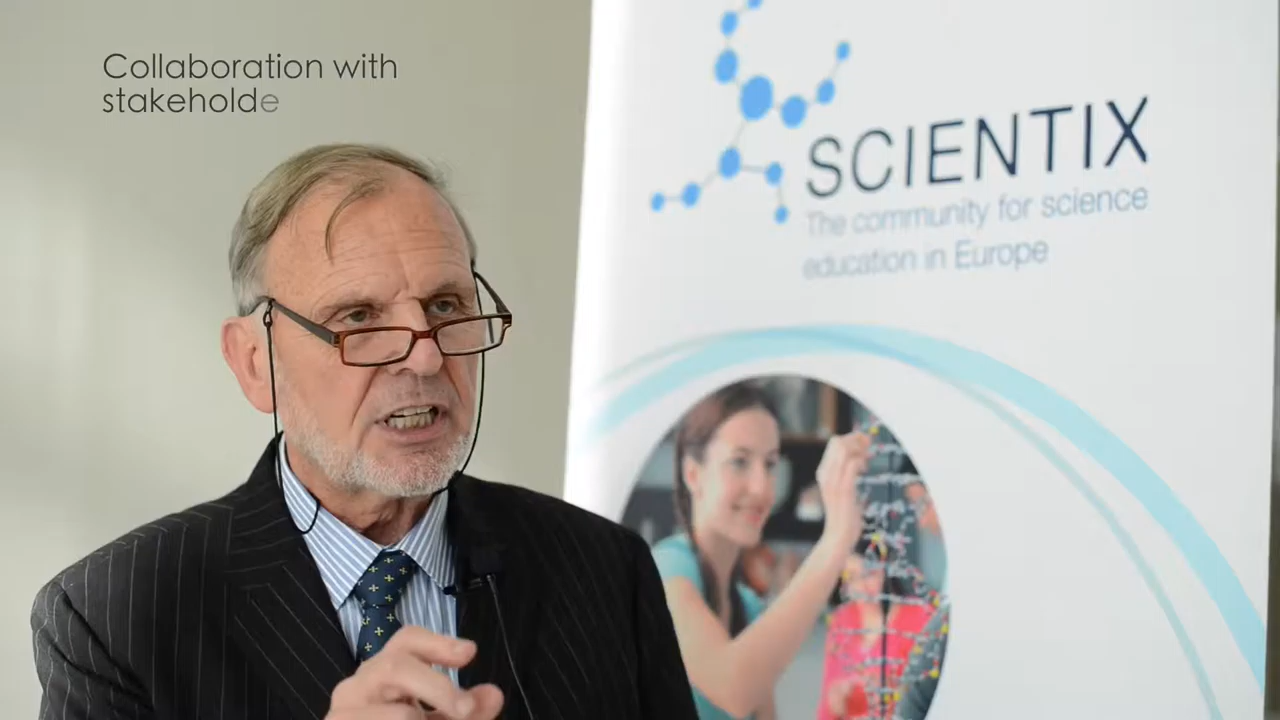 Collaboration with
stakeholde
SCIENTIX
The community for science
education in Europe